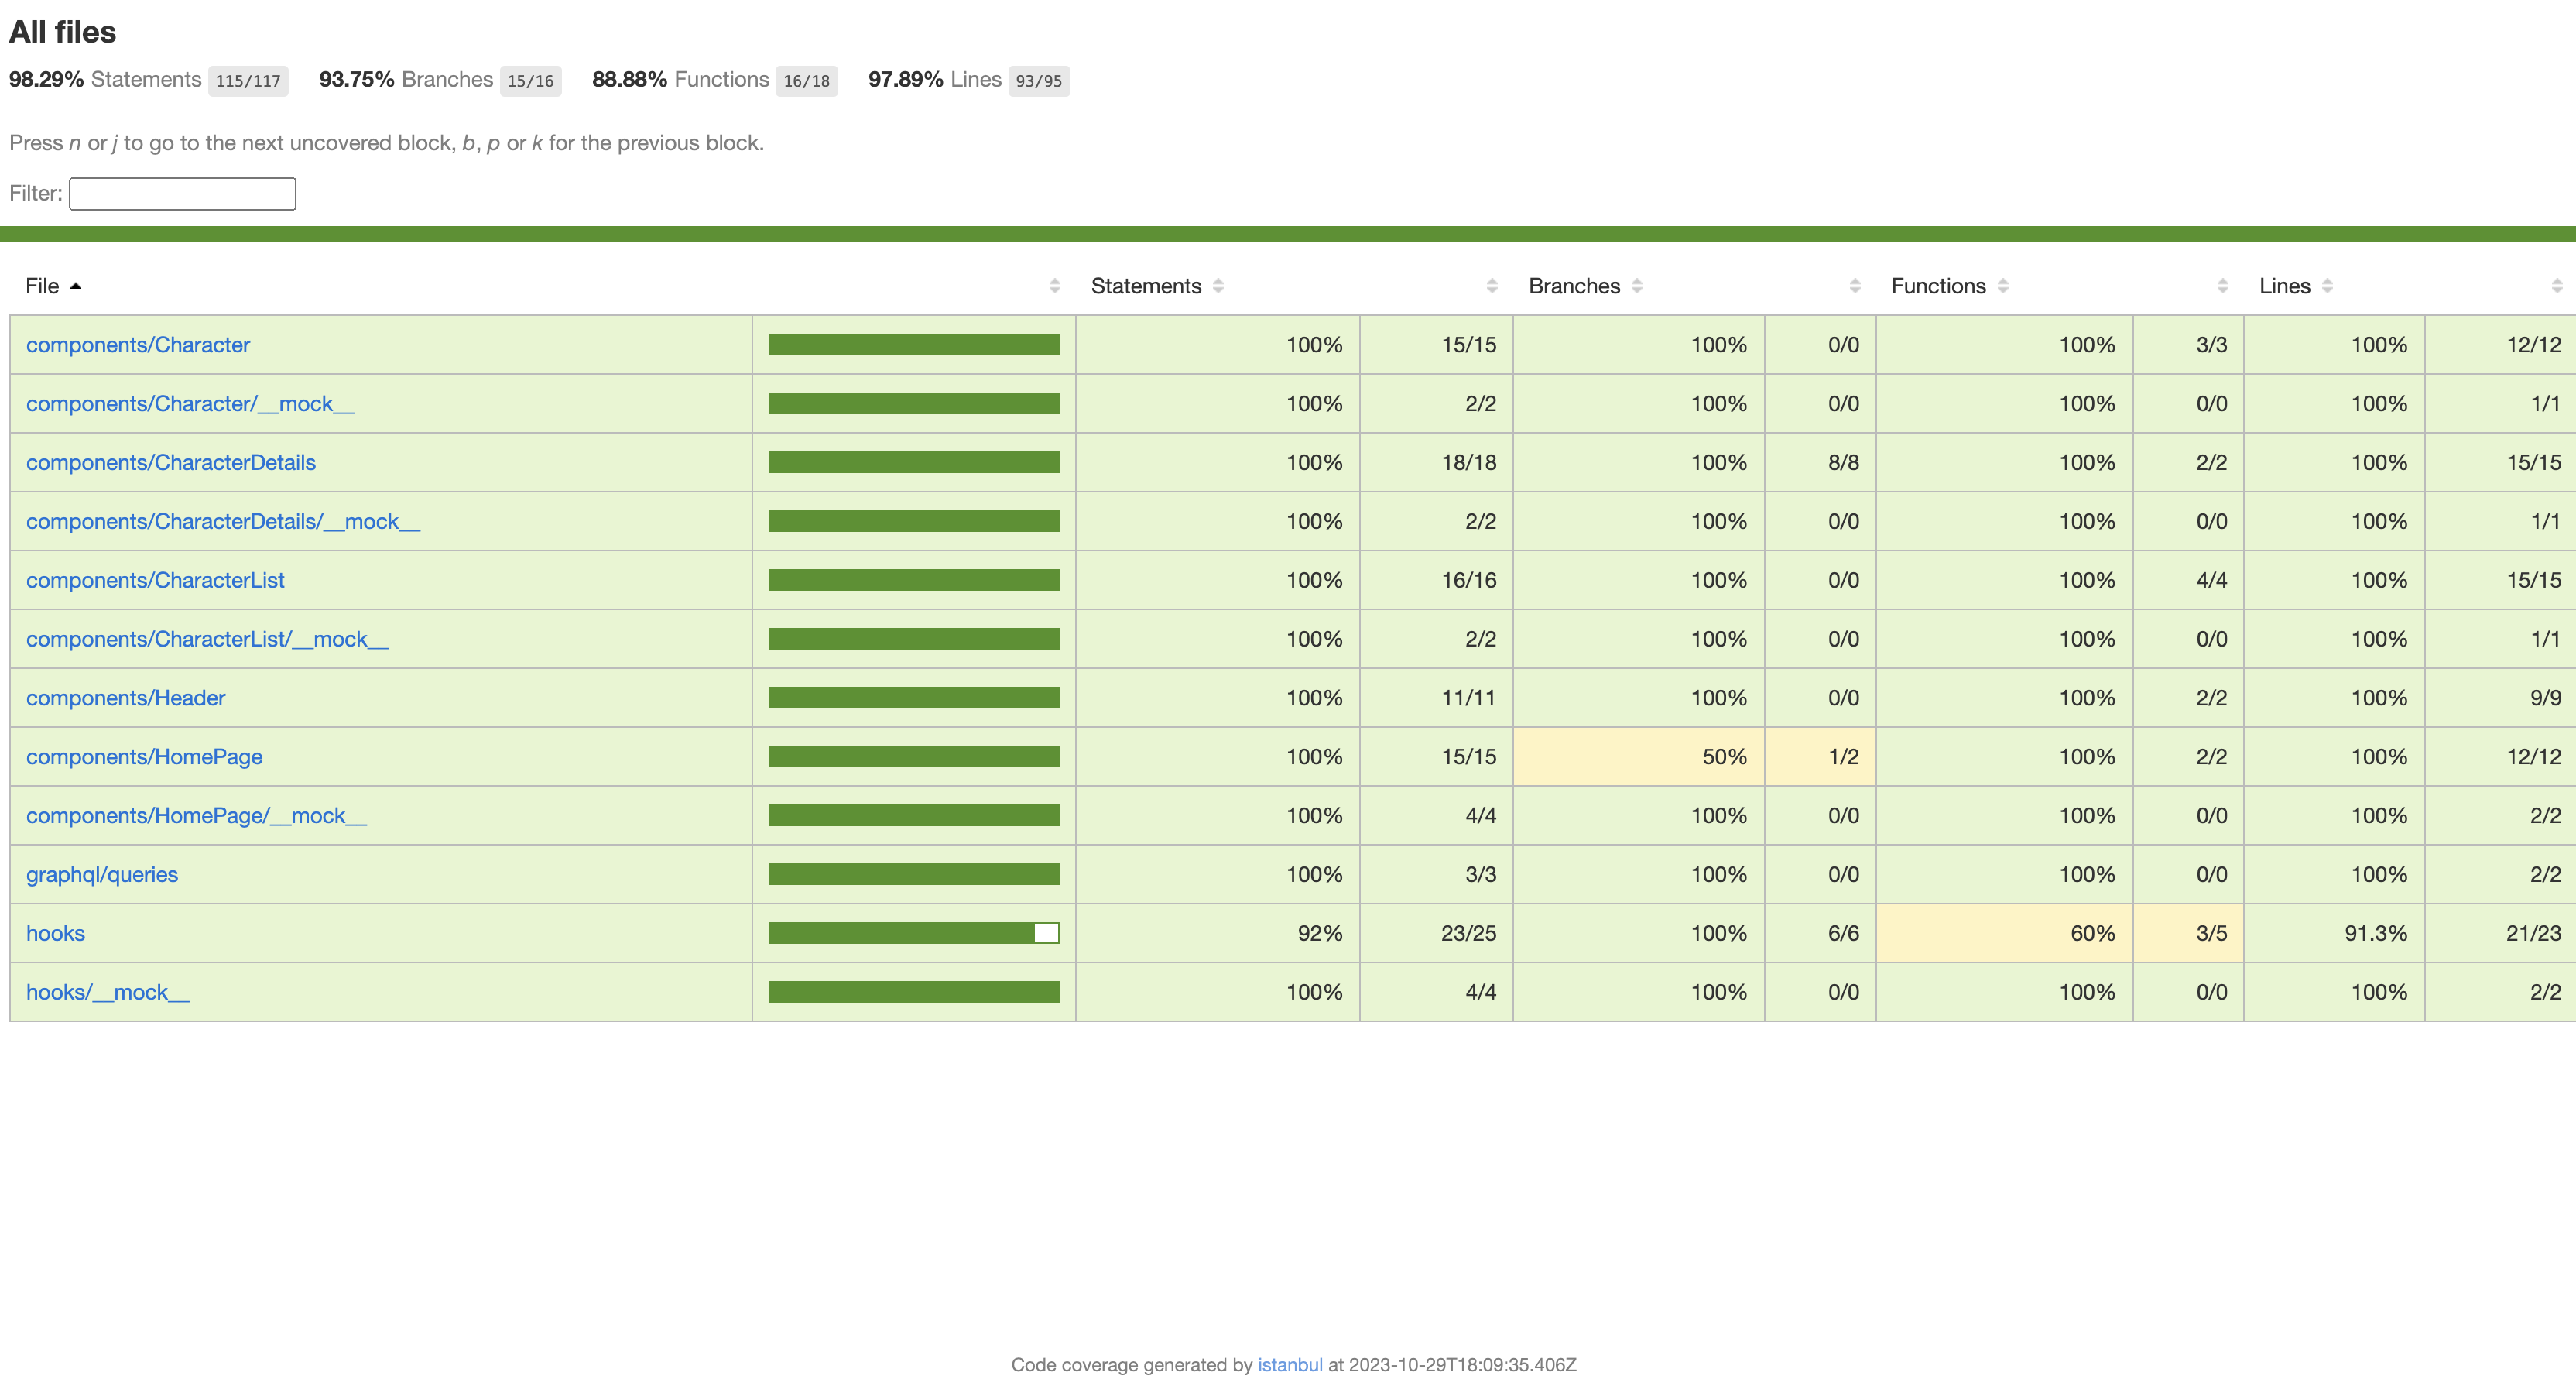 All files
98.29% Statements 115/117 93.75% Branches 15/16 88.88% Functions 16/18 97.89% Lines 93/95
Press n or j to go to the next uncovered block, b, p or k for the previous block.
Filter:
File Statements Branches Functions Lines
components/Character 100% 15/15 100% 0/0 100% 3/3 100% 12/12
components/Character/__mock__ 100% 2/2 100% 0/0 100% 0/0 100% 1/1
components/CharacterDetails 100% 18/18 100% 8/8 100% 2/2 100% 15/15
components/CharacterDetails/__mock__ 100% 2/2 100% 0/0 100% 0/0 100% 1/1
components/CharacterList 100% 16/16 100% 0/0 100% 4/4 100% 15/15
components/CharacterList/__mock__ 100% 2/2 100% 0/0 100% 0/0 100% 1/1
components/Header 100% 11/11 100% 0/0 100% 2/2 100% 9/9
components/HomePage 100% 15/15 50% 1/2 100% 2/2 100% 12/12
components/HomePage/__mock__ 100% 4/4 100% 0/0 100% 0/0 100% 2/2
graphql/queries 100% 3/3 100% 0/0 100% 0/0 100% 2/2
hooks 92% 23/25 100% 6/6 60% 3/5 91.3% 21/23
hooks/__mock__ 100% 4/4 100% 0/0 100% 0/0 100% 2/2
Code coverage generated by istanbul at 2023-10-29T18:09:35.406Z